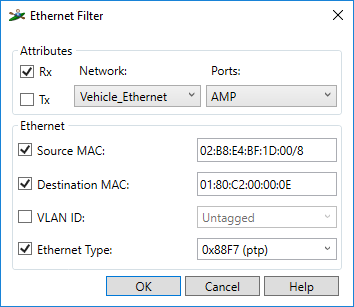 Ethernet Filter
Attributes
Rx Network: Ports:
Tx Vehicle_Ethernet AMP
Ethernet
Source MAC: 02:B8:E4:BF:1D:00/8
Destination MAC: 01:80:C2:00:00:0E
VLAN ID: Untagged
Ethernet Type: 0x88F7 (ptp)
OK Cancel Help